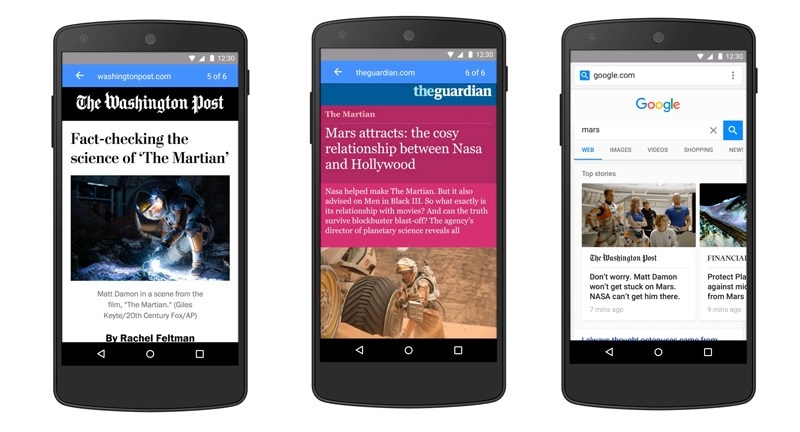 12:30
washingtonpost.com 5 of 6
The Washington Post
Fact-checking the
science of ‘The Martian’
Matt Damon in a scene from the
film, "The Martian." (Giles
Keyte/20th Century Fox/AP)
By Rachel Feltman
12:30
theguardian.com 6 of 6
theguardian
The Martian
Mars attracts: the cosy
relationship between Nasa
and Hollywood
Nasa helped make The Martian. But it also
advised on Men in Black III. So what exactly is
its relationship with movies? And can the truth
survive blockbuster blast-off? The agency's
director of planetary science reveals all
12:30
google.com
Google
mars
WEB IMAGES VIDEOS SHOPPING NEWS
Top stories
The Washington Post
Don't worry. Matt Damon
won't get stuck on Mars.
NASA can't get him there.
7 mins ago
FINANCIAL
Protect Pla
against mic
from Mars
9 mins ago